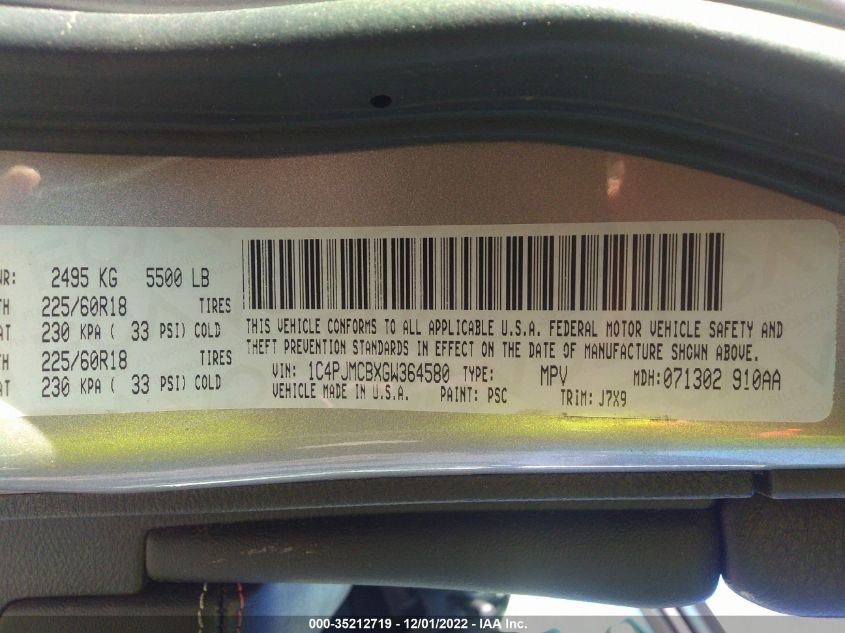 WR: 2495 KG 5500 LB
TH 225/60R18 TIRES
AT 230 KPA ( 33 PSI) COLD
TH 225/60R18 TIRES
AT 230 KPA ( 33 PSI) COLD
THIS VEHICLE CONFORMS TO ALL APPLICABLE U.S.A. FEDERAL MOTOR VEHICLE SAFETY AND
THEFT PREVENTION STANDARDS IN EFFECT ON THE DATE OF MANUFACTURE SHOWN ABOVE.
VIN: 1C4PJMCBXGW364580 TYPE: MPV MDH:071302 910AA
VEHICLE MADE IN U.S.A. PAINT: PSC TRIM: J7X9
000-35212719 - 12/01/2022 - IAA Inc.